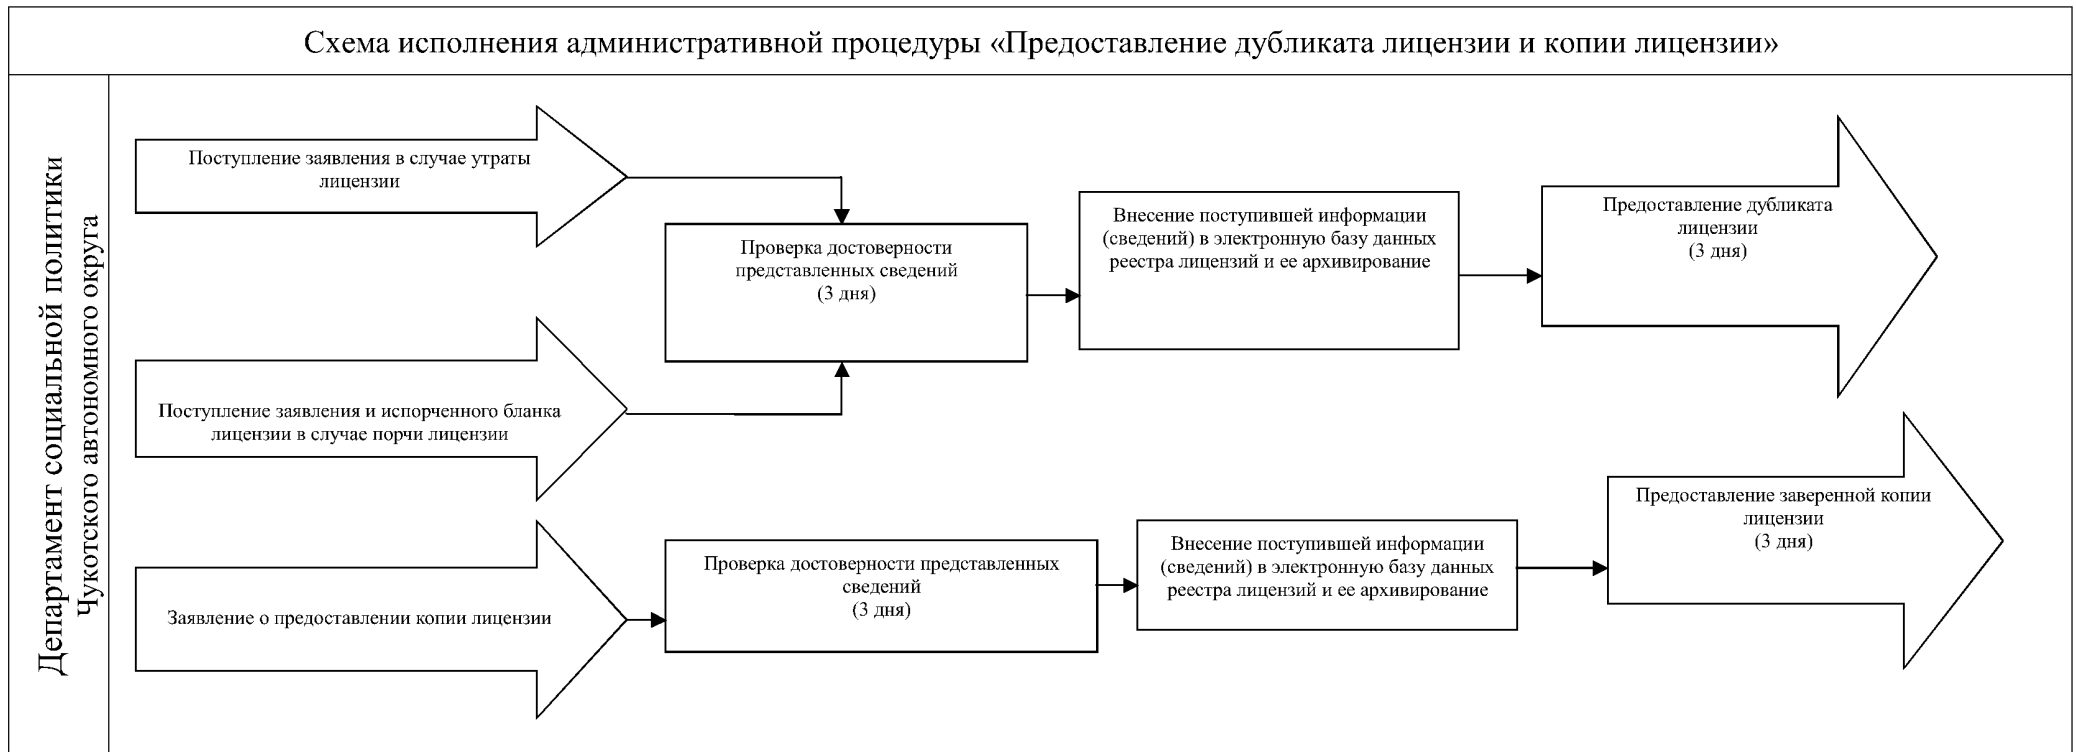 Схема исполнения административной процедуры «Предоставление дубликата лицензии и копии лицензии»
Департамент социальной политики
Чукотского автономного округа
Поступление заявления в случае утраты
лицензии
Проверка достоверности
представленных сведений
(3 дня)
Внесение поступившей информации
(сведений) в электронную базу данных
реестра лицензий и ее архивирование
Предоставление дубликата
лицензии
(3 дня)
Поступление заявления и испорченного бланка
лицензии в случае порчи лицензии
Заявление о предоставлении копии лицензии
Проверка достоверности представленных
сведений
(3 дня)
Внесение поступившей информации
(сведений) в электронную базу данных
реестра лицензий и ее архивирование
Предоставление заверенной копии
лицензии
(3 дня)